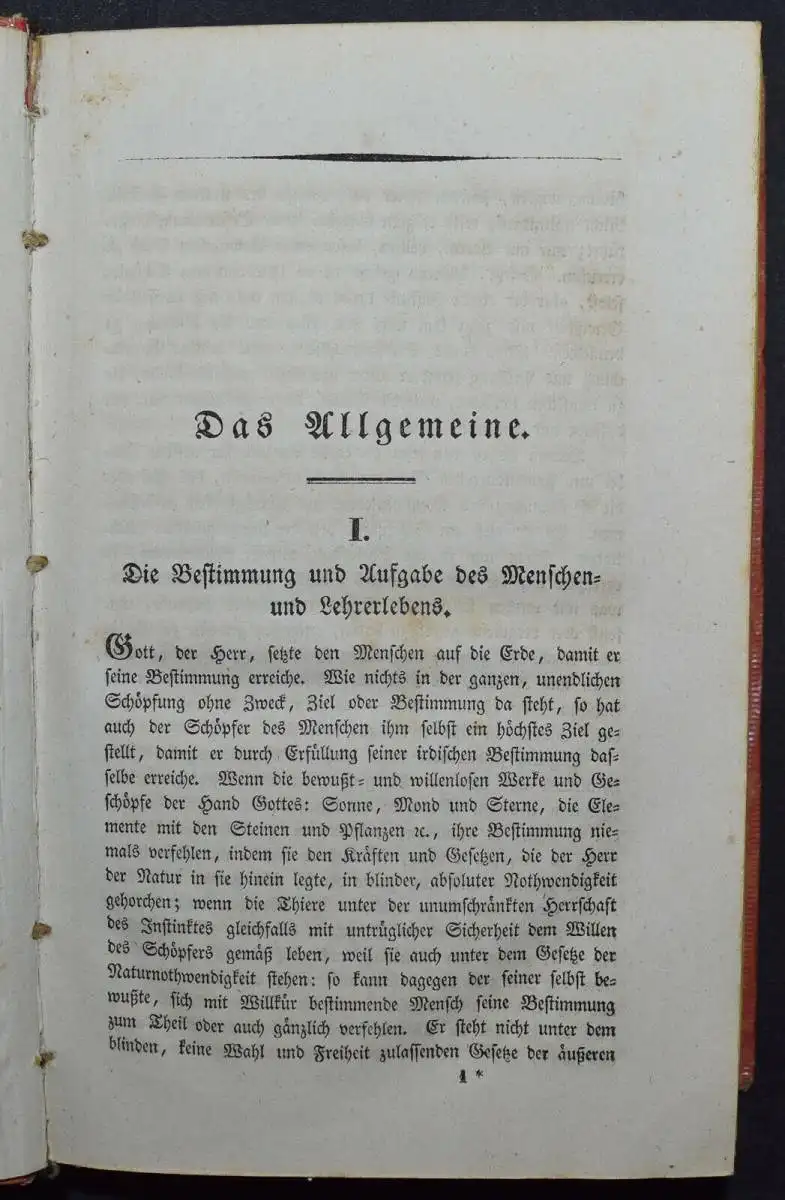 Das Allgemeine.
I.
Die Bestimmung und Aufgabe des Menschen-
und Lehrerlebens.
Gott, der Herr, setzte den Menschen auf die Erde, damit er
seine Bestimmung erreiche. Wie nichts in der ganzen, unendlichen
Schöpfung ohne Zweck, Ziel oder Bestimmung da steht, so hat
auch der Schöpfer des Menschen ihm selbst ein höchstes Ziel ge-
stellt, damit er durch Erfüllung seiner irdischen Bestimmung das-
selbe erreiche. Wenn die bewußt- und willenlosen Werke und Ge-
schöpfe der Hand Gottes: Sonne, Mond und Sterne, die Ele-
mente mit den Steinen und Pflanzen ꝛc., ihre Bestimmung nie-
mals verfehlen, indem sie den Kräften und Gesetzen, die der Herr
der Natur in sie hinein legte, in blinder, absoluter Nothwendigkeit
gehorchen; wenn die Thiere unter der unumschränkten Herrschaft
des Instinktes gleichfalls mit untrüglicher Sicherheit dem Willen
des Schöpfers gemäß leben, weil sie auch unter dem Gesetze der
Naturnothwendigkeit stehen: so kann dagegen der seiner selbst be-
wußte, sich mit Willkür bestimmende Mensch seine Bestimmung
zum Theil oder auch gänzlich verfehlen. Er steht nicht unter dem
blinden, keine Wahl und Freiheit zulassenden Gesetze der äußeren
1 *